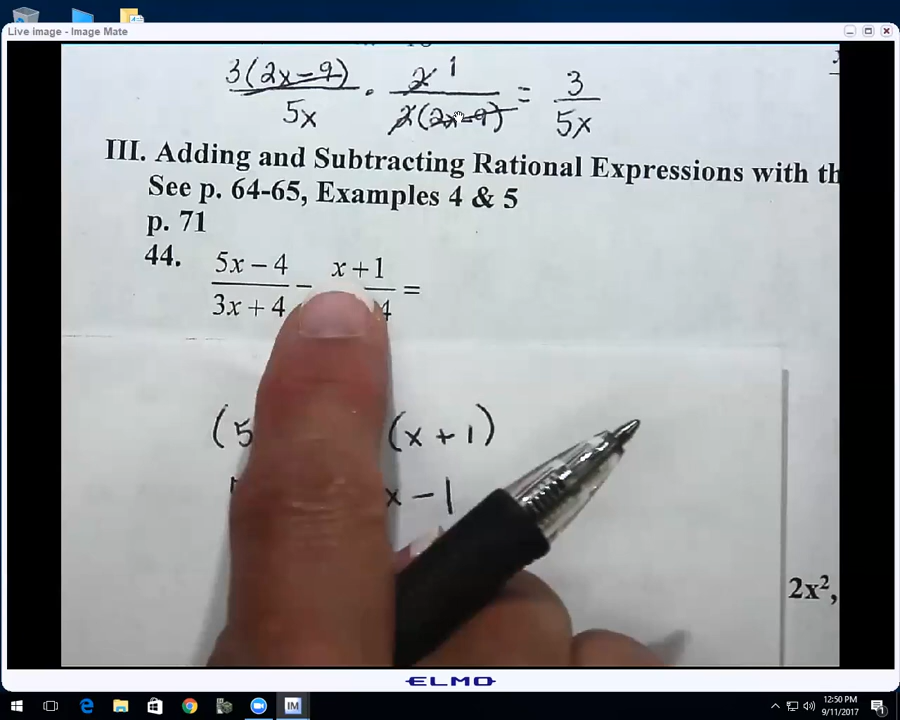 Live image - Image Mate
3(2x-9) / 5x · 2 1 / 2(2x-9) = 3 / 5x
III. Adding and Subtracting Rational Expressions with th
See p. 64-65, Examples 4 & 5
p. 71
44. 5x - 4 / 3x + 4 - x + 1 / 4 =
(5 (x + 1)
x - 1
2x²,
ELMO
12:50 PM
9/11/2017